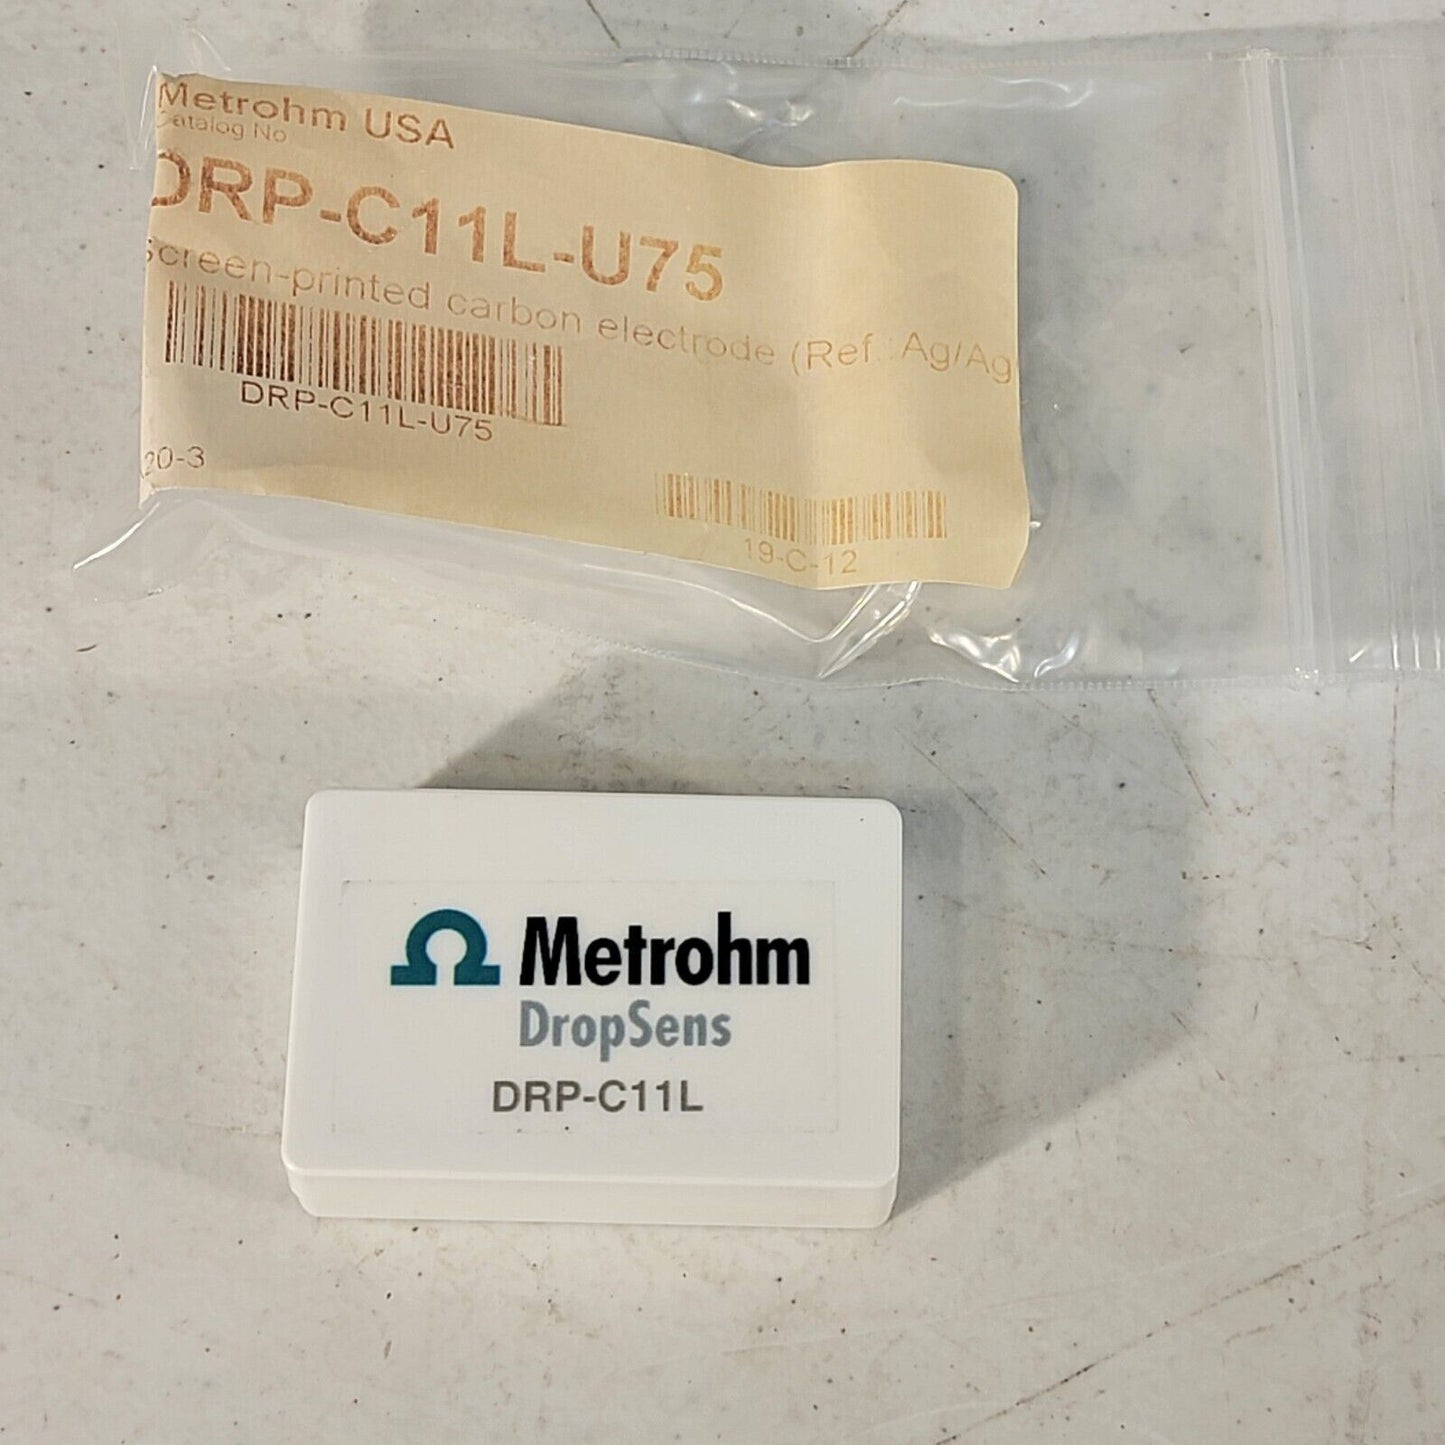 Metrohm USA
Catalog No
DRP-C11L-U75
Screen-printed carbon electrode (Ref.: Ag/Ag
DRP-C11L-U75
20-3
19-C-12
Metrohm
DropSens
DRP-C11L